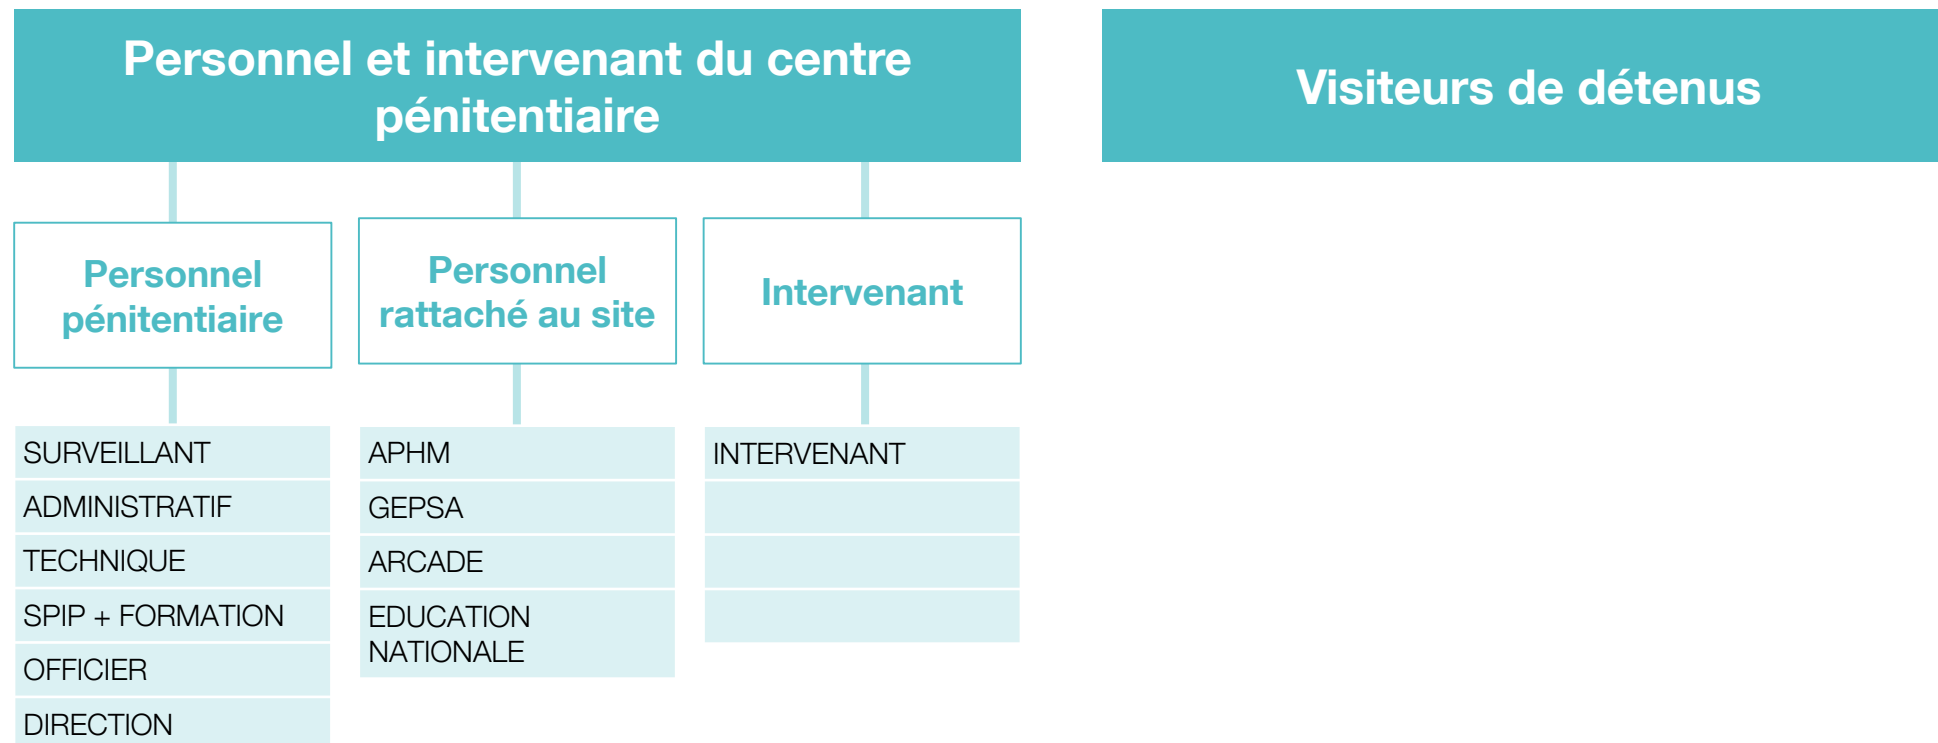 Personnel et intervenant du centre
pénitentiaire
Visiteurs de détenus
Personnel
pénitentiaire
Personnel
rattaché au site
Intervenant
SURVEILLANT
ADMINISTRATIF
TECHNIQUE
SPIP + FORMATION
OFFICIER
DIRECTION
APHM
GEPSA
ARCADE
EDUCATION
NATIONALE
INTERVENANT